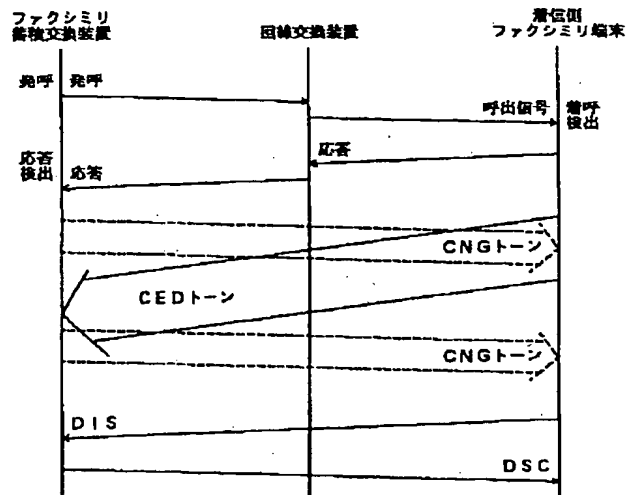 ファクシミリ
蓄積交換装置
回線交換装置
着信側
ファクシミリ端末
発呼
発呼
呼出信号
着呼
検出
応答
応答
検出
応答
CNGトーン
CEDトーン
CNGトーン
DIS
DSC